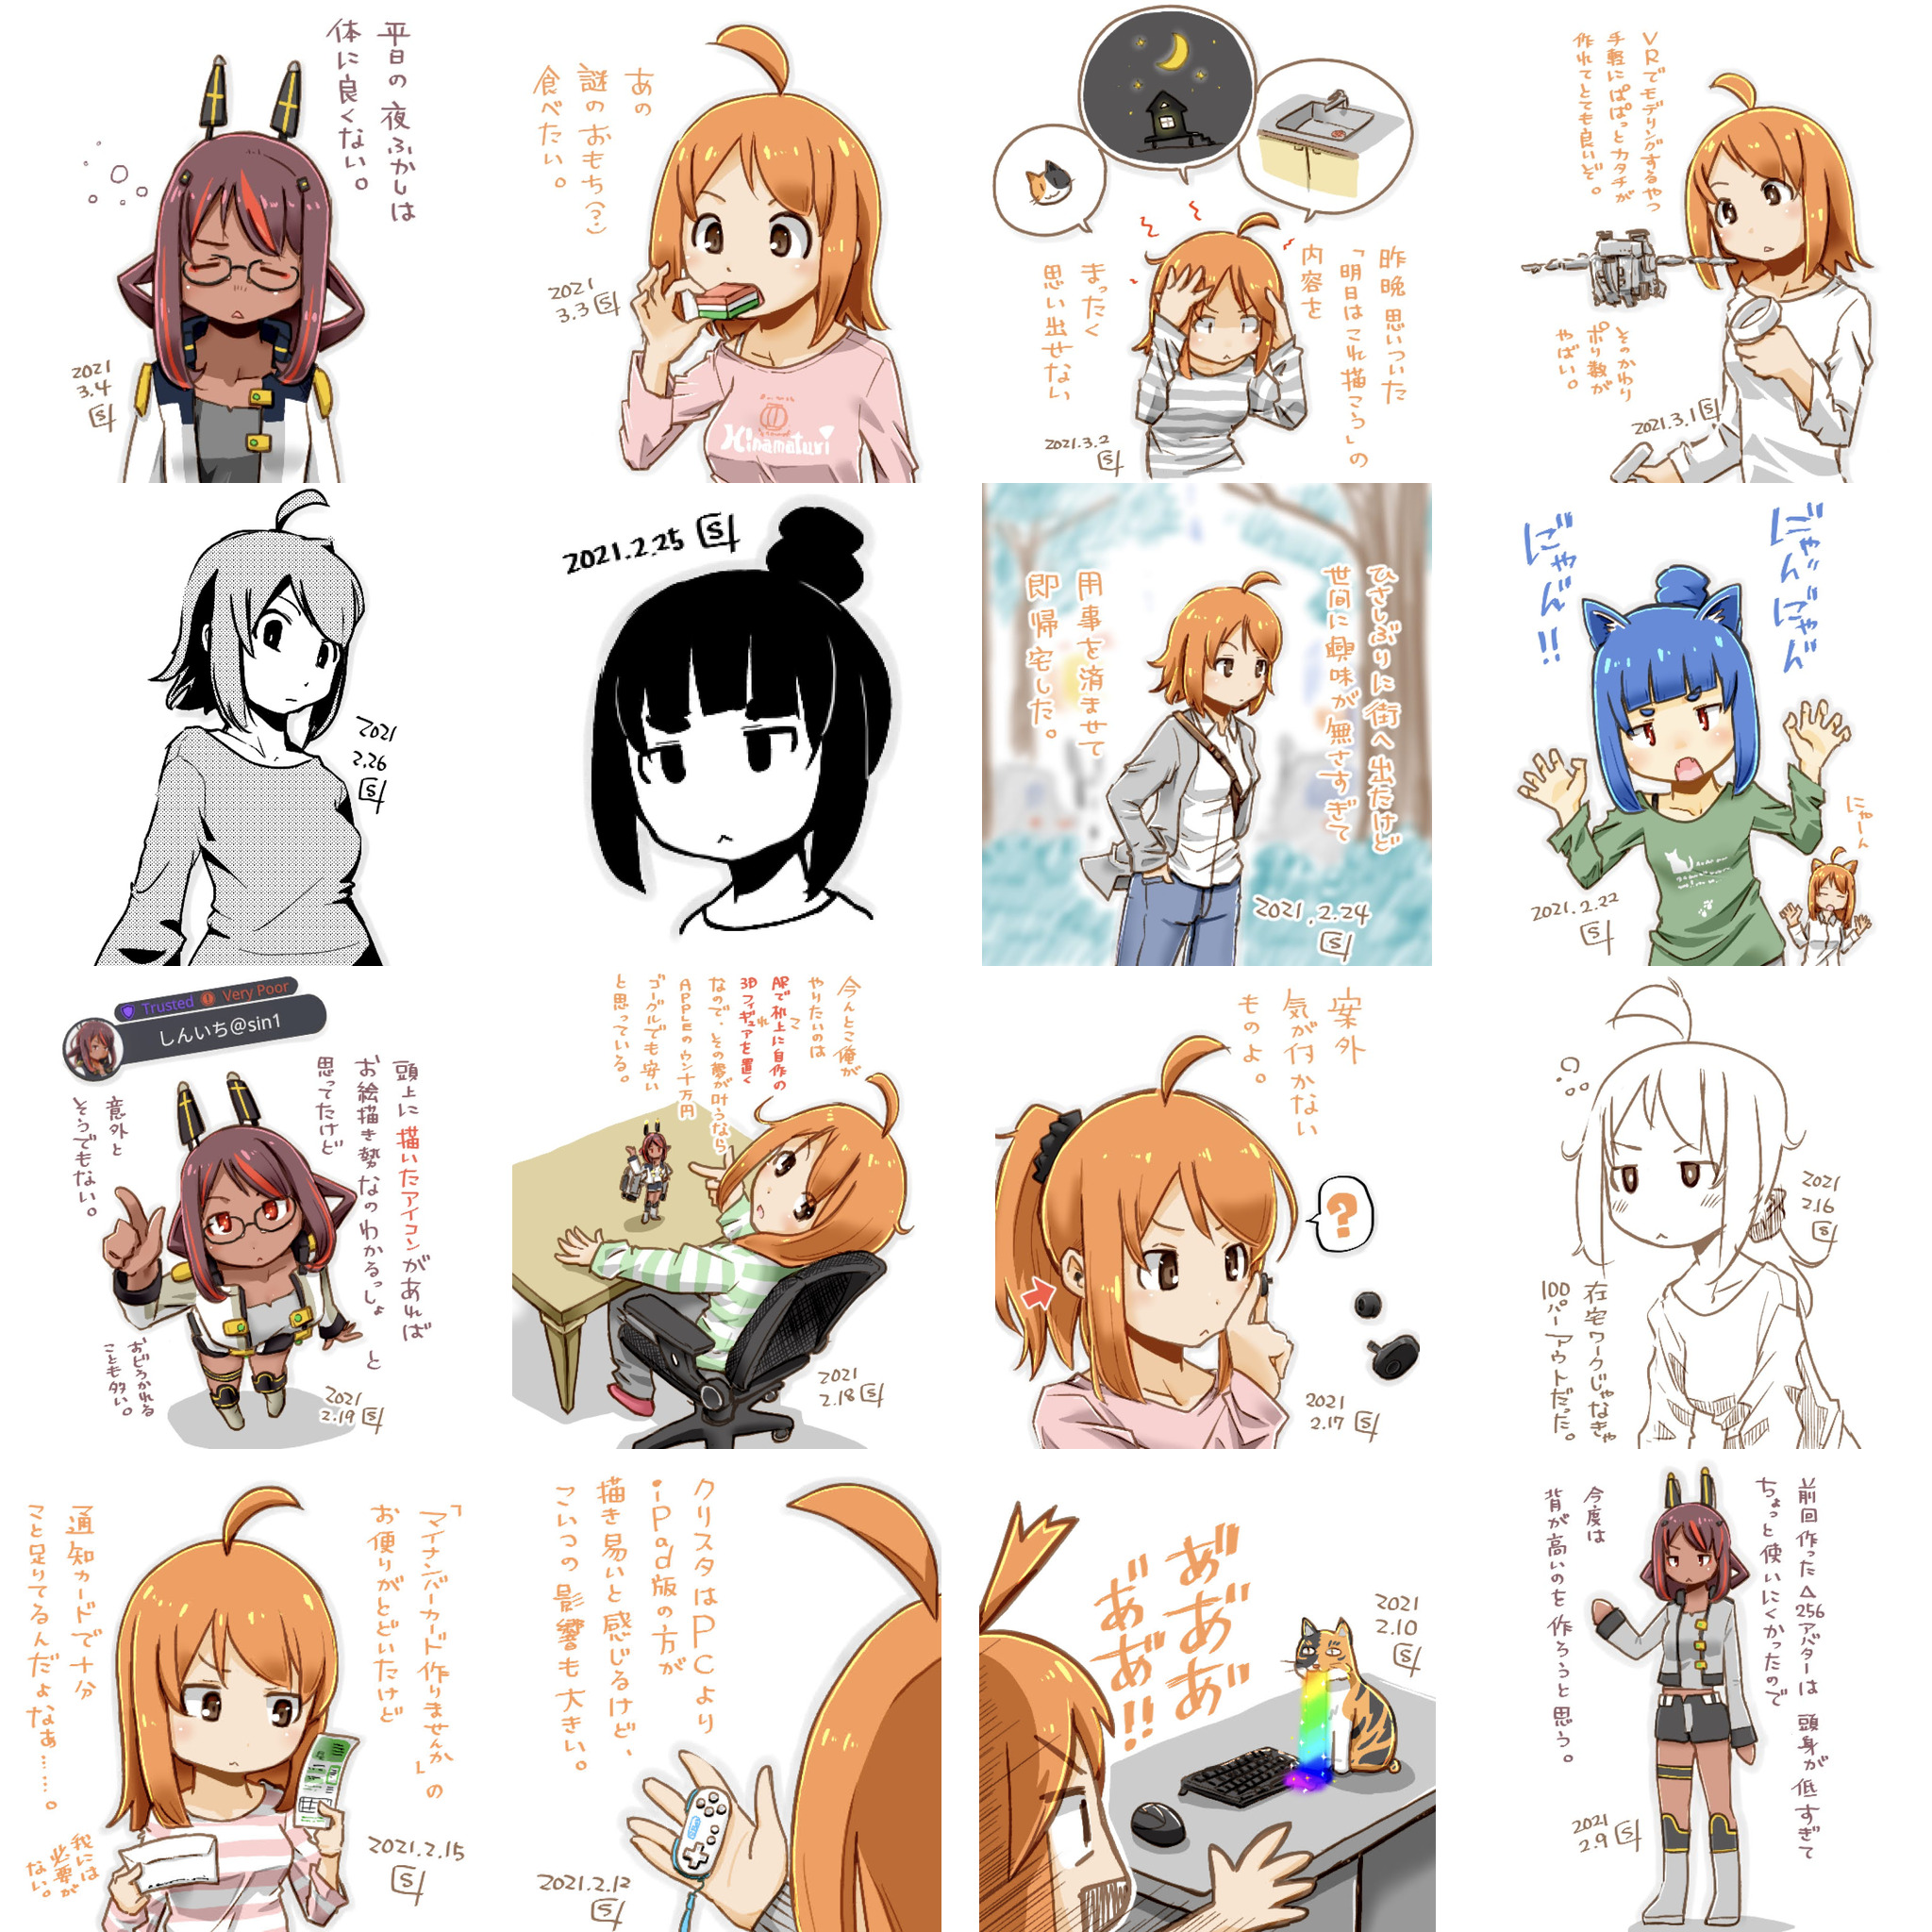 平日の夜ふかしは
体に良くない。
2021
3.4
あの
謎のおもち(?)
食べたい。
2021
3.3
Hinamaturi
昨晩思いついた
「明日はこれ描こう」の
内容を
まったく
思い出せない
2021.3.2
VRでモデリングするやつ
手軽にぱぱっとカタチが
作れてとても良いぞ。
そのかわり
ポリ数が
やばい。
2021.3.1
2021
2.26
2021.2.25
ひさしぶりに街へ出たけど
世間に興味が無さすぎて
用事を済ませて
即帰宅した。
2021.2.24
にゃん゛にゃん゛
にゃん゛!!
にゃーん
2021.2.22
Trusted Very Poor
しんいち@sin1
頭上に描いたアイコンがあれば
お絵描き勢なのわかるっしょ と
思ってたけど
意外と
そうでもない。
おどろかれる
ことも多い。
2021
2.19
今んとこ俺が
やりたいのは
ARで机上に自作の
3Dフィギュアを置く
これ
なので、その夢が叶うなら
APPLEのウン十万円
ゴーグルでも安い
と思っている。
2021
2.18
案外
気が付かない
ものよ。
?
2021
2.17
2021
2.16
在宅ワークじゃなきゃ
100パーアウトだった。
「マイナンバーカード作りませんか」の
お便りがとどいたけど
通知カードで十分
こと足りてるんだよなぁ……。
我には
必要が
ない。
2021.2.15
クリスタはPCより
iPad版の方が
描き易いと感じるけど、
こいつの影響も大きい。
2021.2.12
あ゛あ゛あ゛
あ゛あ゛!!
2021
2.10
前回作った△256アバターは頭身が低すぎて
ちょっと使いにくかったので
今度は
背が高いのを作ろうと思う。
2021
2.9